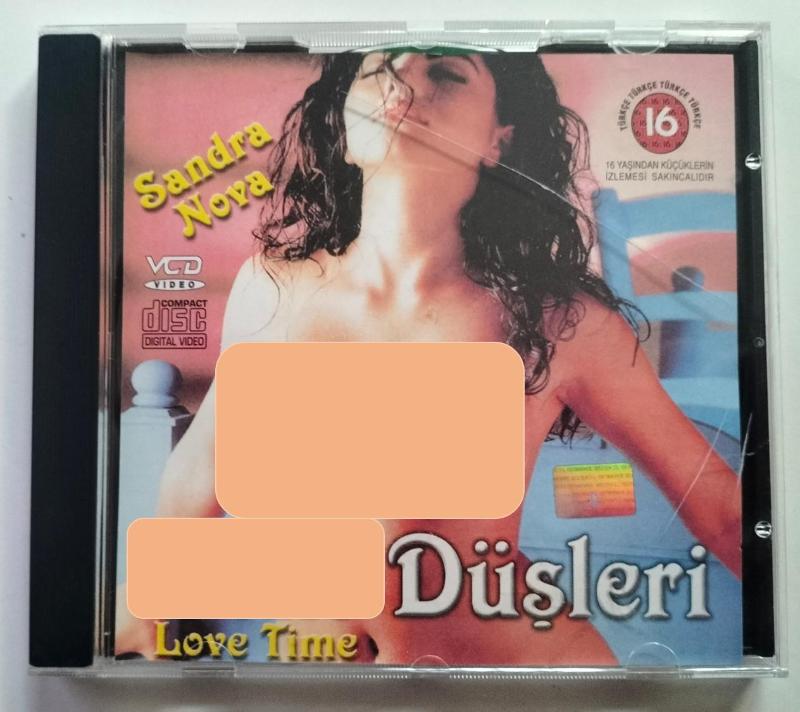 Sandra
Nova
TÜRKÇE TÜRKÇE TÜRKÇE TÜRKÇE
16
16 YAŞINDAN KÜÇÜKLERİN
İZLEMESİ SAKINCALIDIR
VCD
VIDEO
COMPACT
disc
DIGITAL VIDEO
Düşleri
Love Time